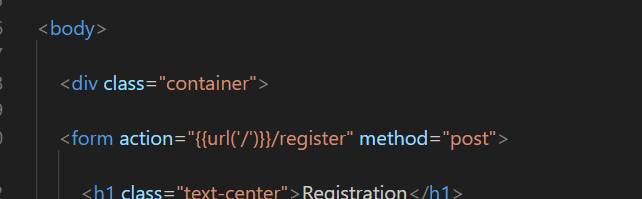 <body>
<div class="container">
<form action="{{url('/')}}/register" method="post">
<h1 class="text-center">Registration</h1>